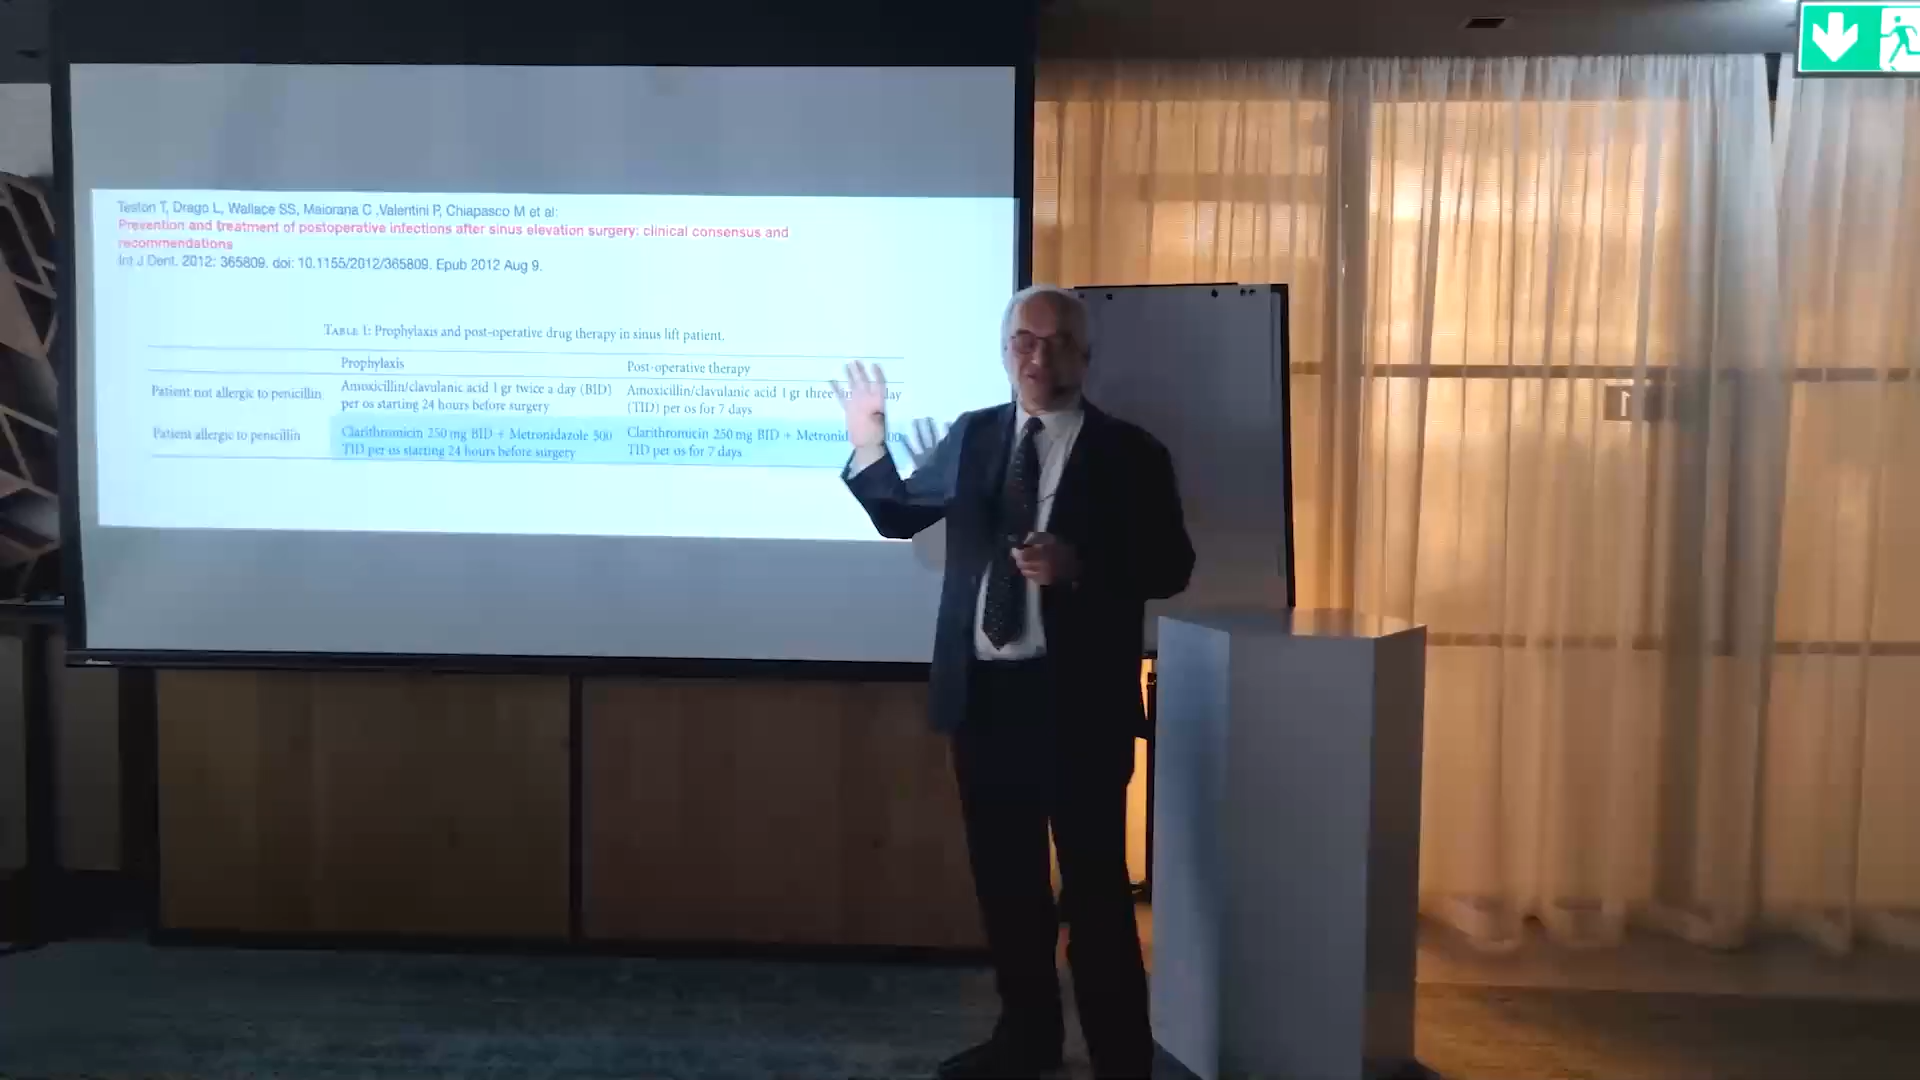 Teston T, Drago L, Wallace SS, Maiorana C ,Valentini P, Chiapasco M et al:
Prevention and treatment of postoperative infections after sinus elevation surgery: clinical consensus and
recommendations
Int J Dent. 2012: 365809. doi: 10.1155/2012/365809. Epub 2012 Aug 9.
TABLE 1: Prophylaxis and post-operative drug therapy in sinus lift patient.
Prophylaxis Post-operative therapy
Patient not allergic to penicillin Amoxicillin/clavulanic acid 1 gr twice a day (BID) Amoxicillin/clavulanic acid 1 gr three day
per os starting 24 hours before surgery (TID) per os for 7 days
Patient allergic to penicillin Clarithromicin 250 mg BID + Metronidazole 500 Clarithromicin 250 mg BID +
TID per os starting 24 hours before surgery TID per os for 7 days